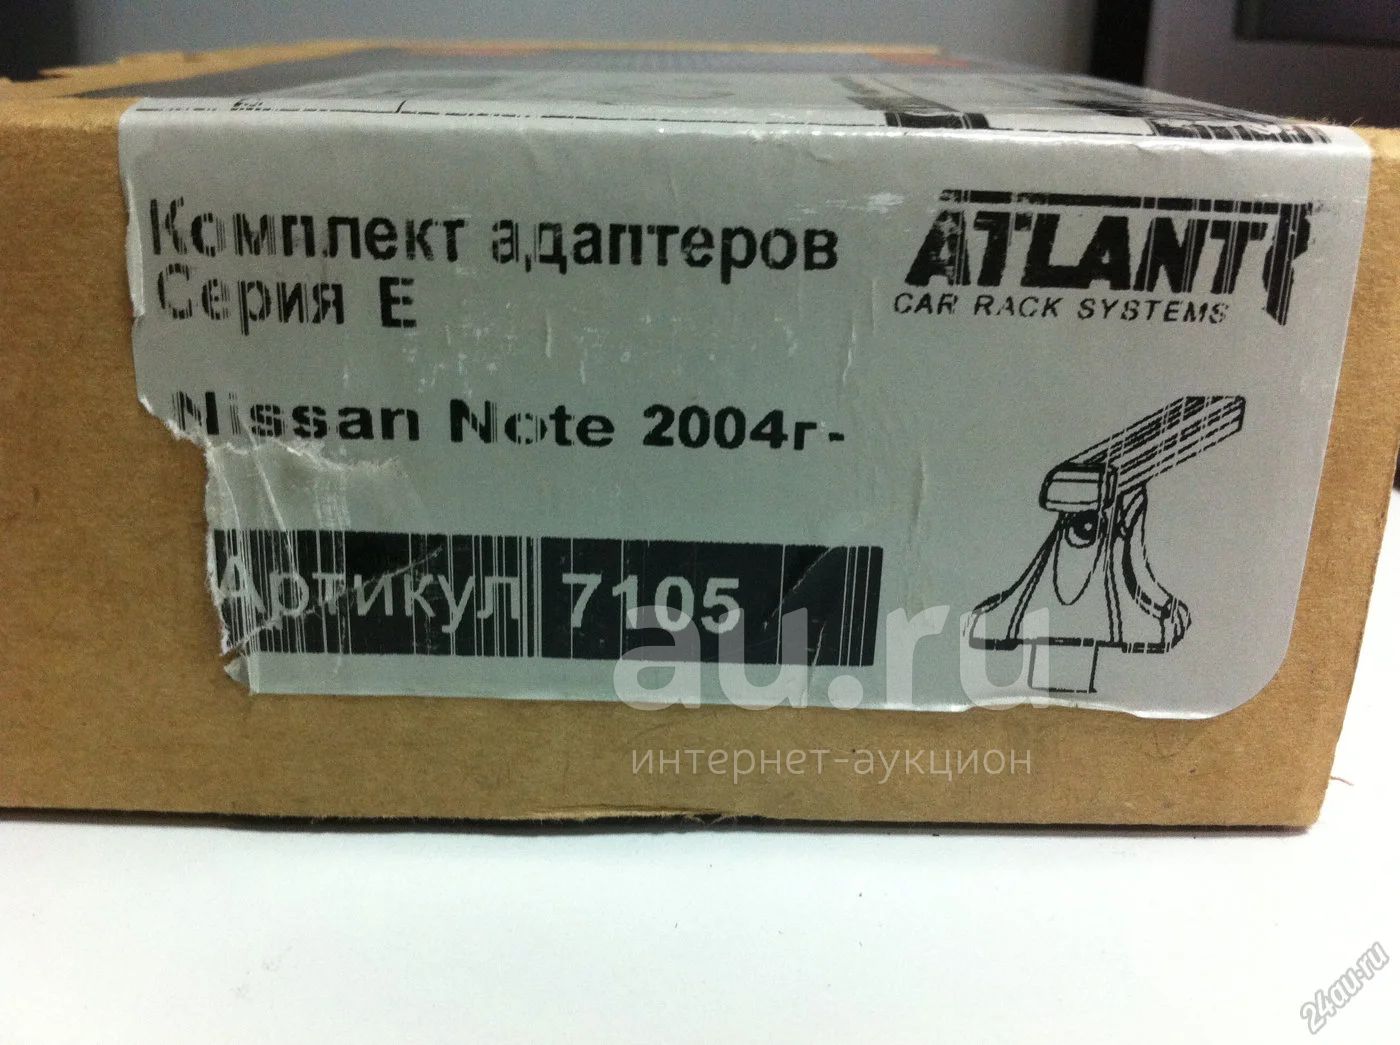 Комплект адаптеров
Серия Е
ATLANT
CAR RACK SYSTEMS
Nissan Note 2004г-
Артикул 7105
au.ru
интернет-аукцион
24au.ru